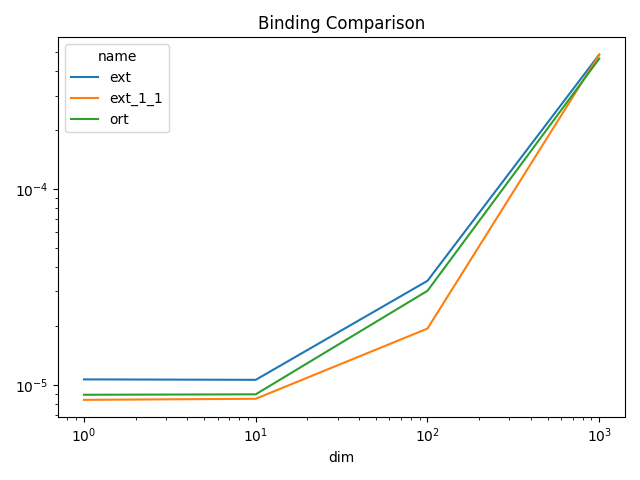 Binding Comparison
name
ext
ext_1_1
ort
10⁻⁴
10⁻⁵
10⁰
10¹
10²
10³
dim